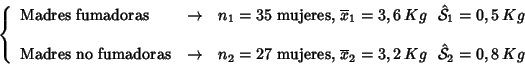 Madres fumadoras → n₁ = 35 mujeres, x̅₁ = 3,6 Kg Ŝ₁ = 0,5 Kg
Madres no fumadoras → n₂ = 27 mujeres, x̅₂ = 3,2 Kg Ŝ₂ = 0,8 Kg